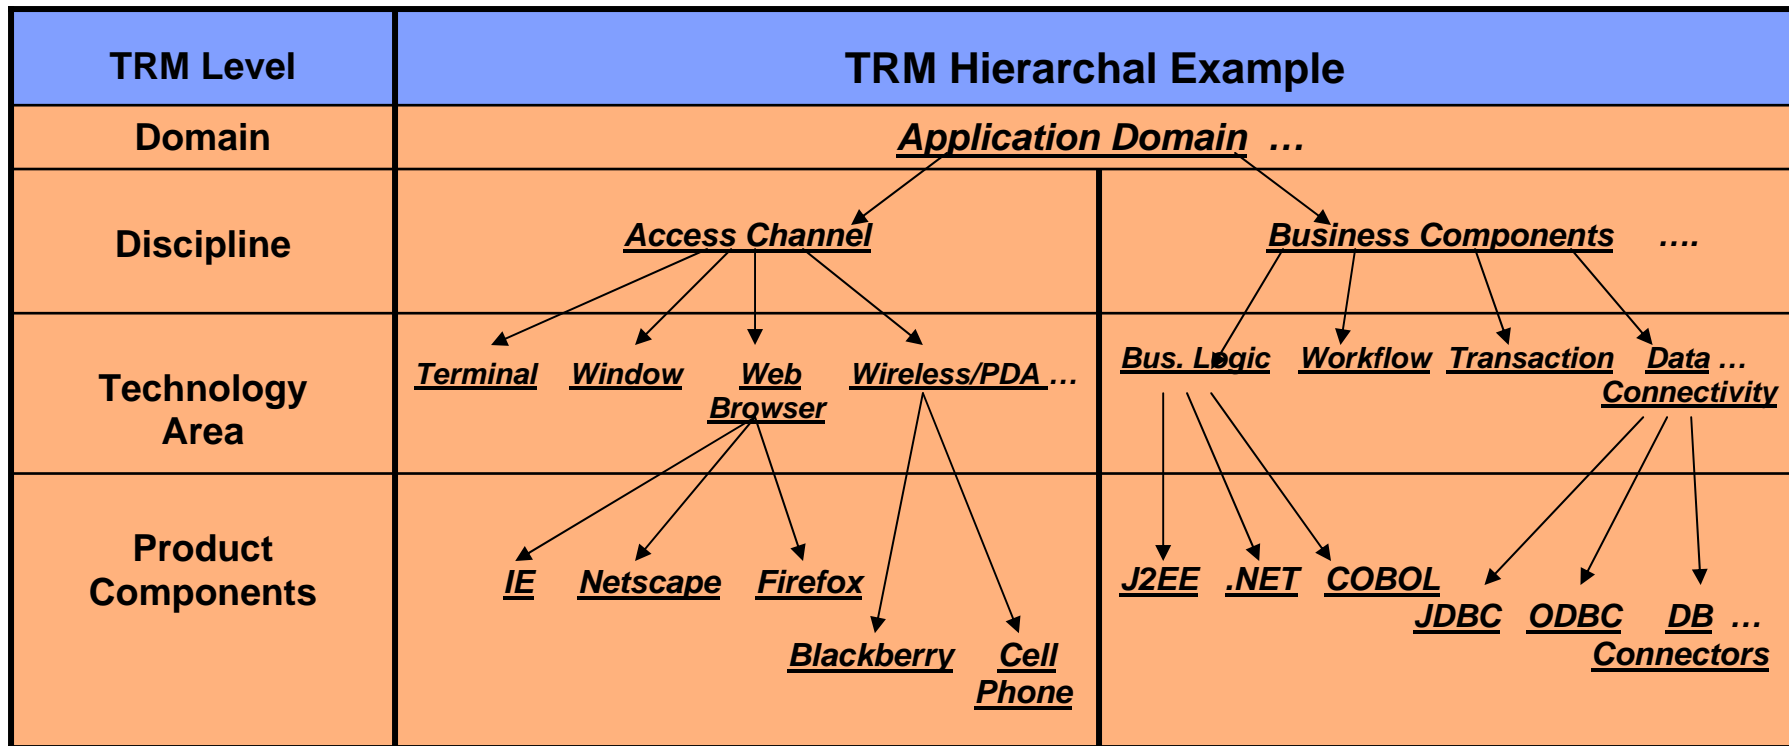 TRM Level
TRM Hierarchal Example
Domain
Application Domain …
Discipline
Access Channel
Business Components ….
Technology
Area
Terminal Window Web Wireless/PDA …
Browser
Bus. Logic Workflow Transaction Data …
Connectivity
Product
Components
IE Netscape Firefox
Blackberry Cell
Phone
J2EE .NET COBOL
JDBC ODBC DB …
Connectors